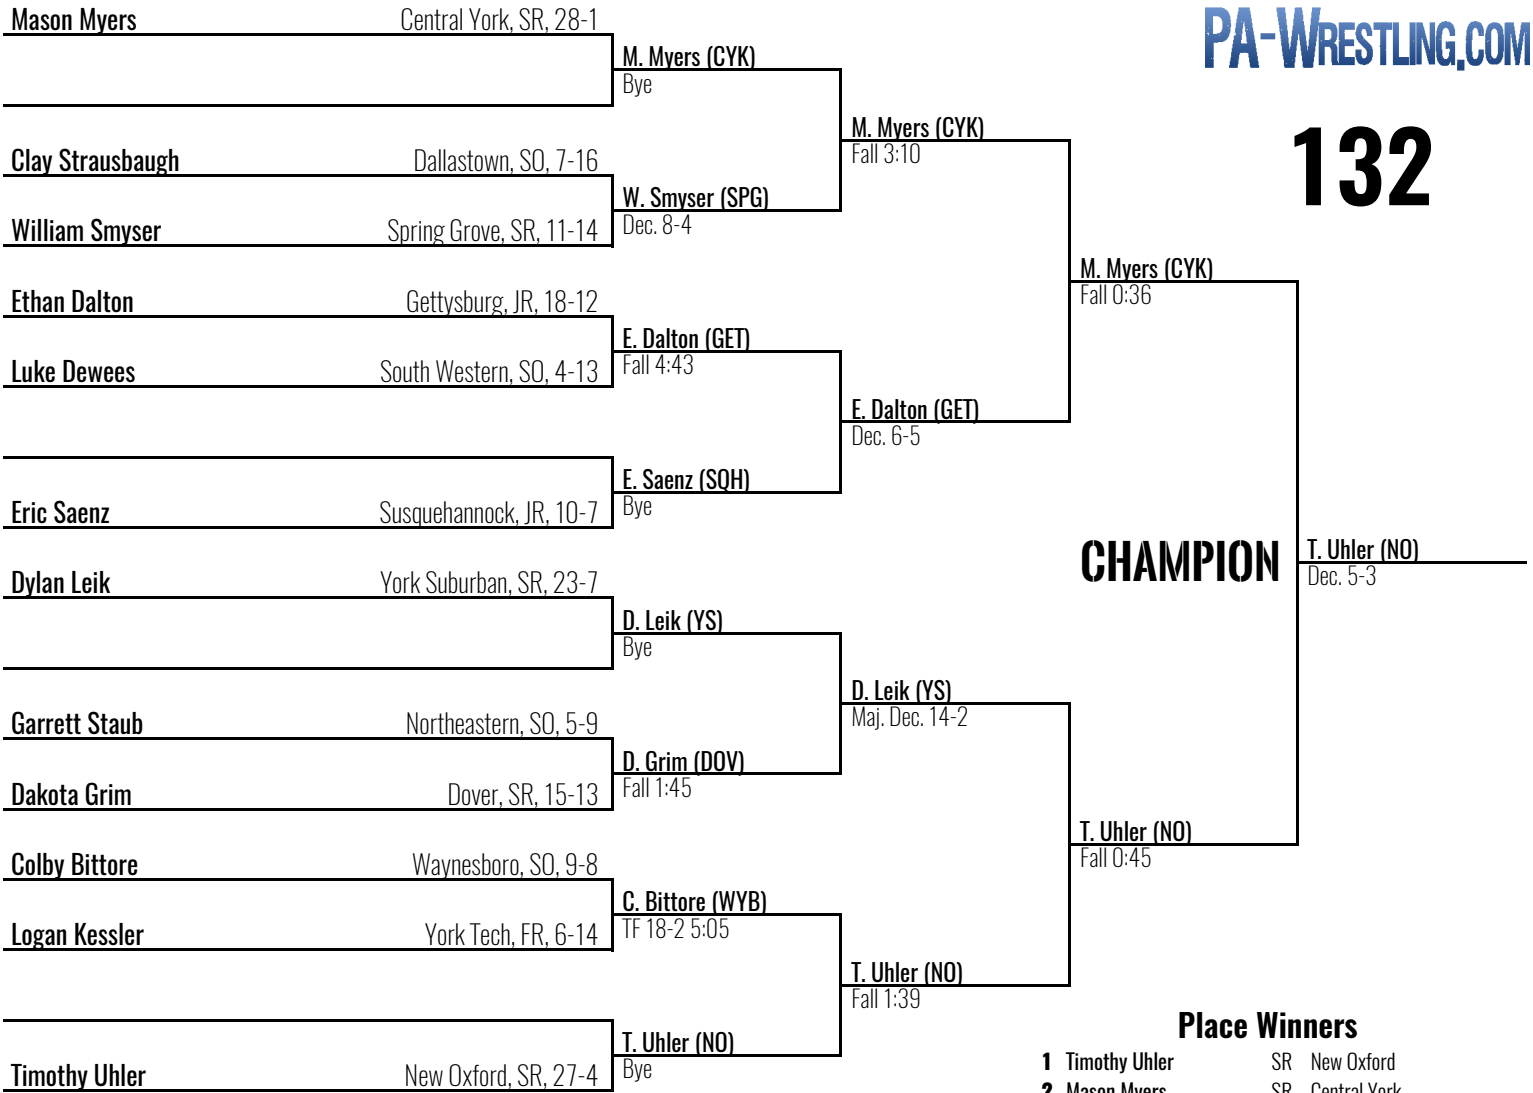 PA-WRESTLING.COM
132
Mason Myers Central York, SR, 28-1
M. Myers (CYK)
Bye
M. Myers (CYK)
Fall 3:10
Clay Strausbaugh Dallastown, SO, 7-16
W. Smyser (SPG)
Dec. 8-4
William Smyser Spring Grove, SR, 11-14
M. Myers (CYK)
Fall 0:36
Ethan Dalton Gettysburg, JR, 18-12
E. Dalton (GET)
Fall 4:43
Luke Dewees South Western, SO, 4-13
E. Dalton (GET)
Dec. 6-5
E. Saenz (SQH)
Bye
Eric Saenz Susquehannock, JR, 10-7
CHAMPION
T. Uhler (NO)
Dec. 5-3
Dylan Leik York Suburban, SR, 23-7
D. Leik (YS)
Bye
D. Leik (YS)
Maj. Dec. 14-2
Garrett Staub Northeastern, SO, 5-9
D. Grim (DOV)
Fall 1:45
Dakota Grim Dover, SR, 15-13
T. Uhler (NO)
Fall 0:45
Colby Bittore Waynesboro, SO, 9-8
C. Bittore (WYB)
TF 18-2 5:05
Logan Kessler York Tech, FR, 6-14
T. Uhler (NO)
Fall 1:39
T. Uhler (NO)
Bye
Timothy Uhler New Oxford, SR, 27-4
Place Winners
1 Timothy Uhler SR New Oxford
2 Mason Myers SR Central York